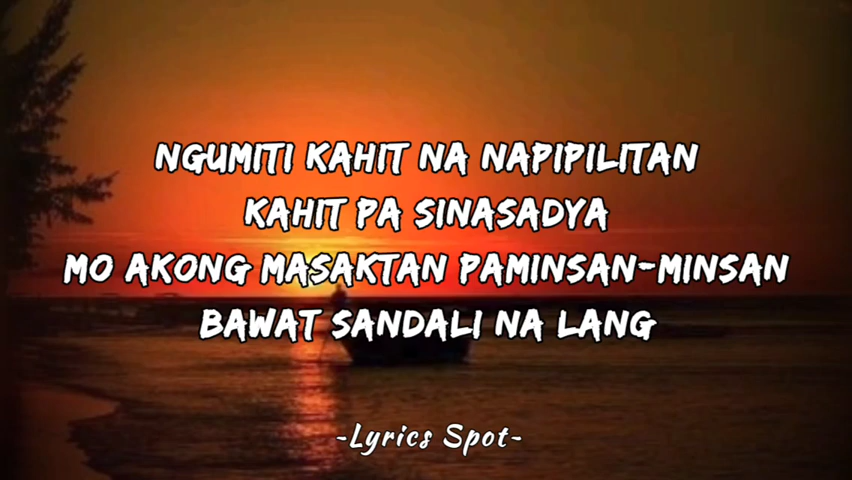 NGUMITI KAHIT NA NAPIPILITAN
KAHIT PA SINASADYA
MO AKONG MASAKTAN PAMINSAN-MINSAN
BAWAT SANDALI NA LANG
-Lyrics Spot-